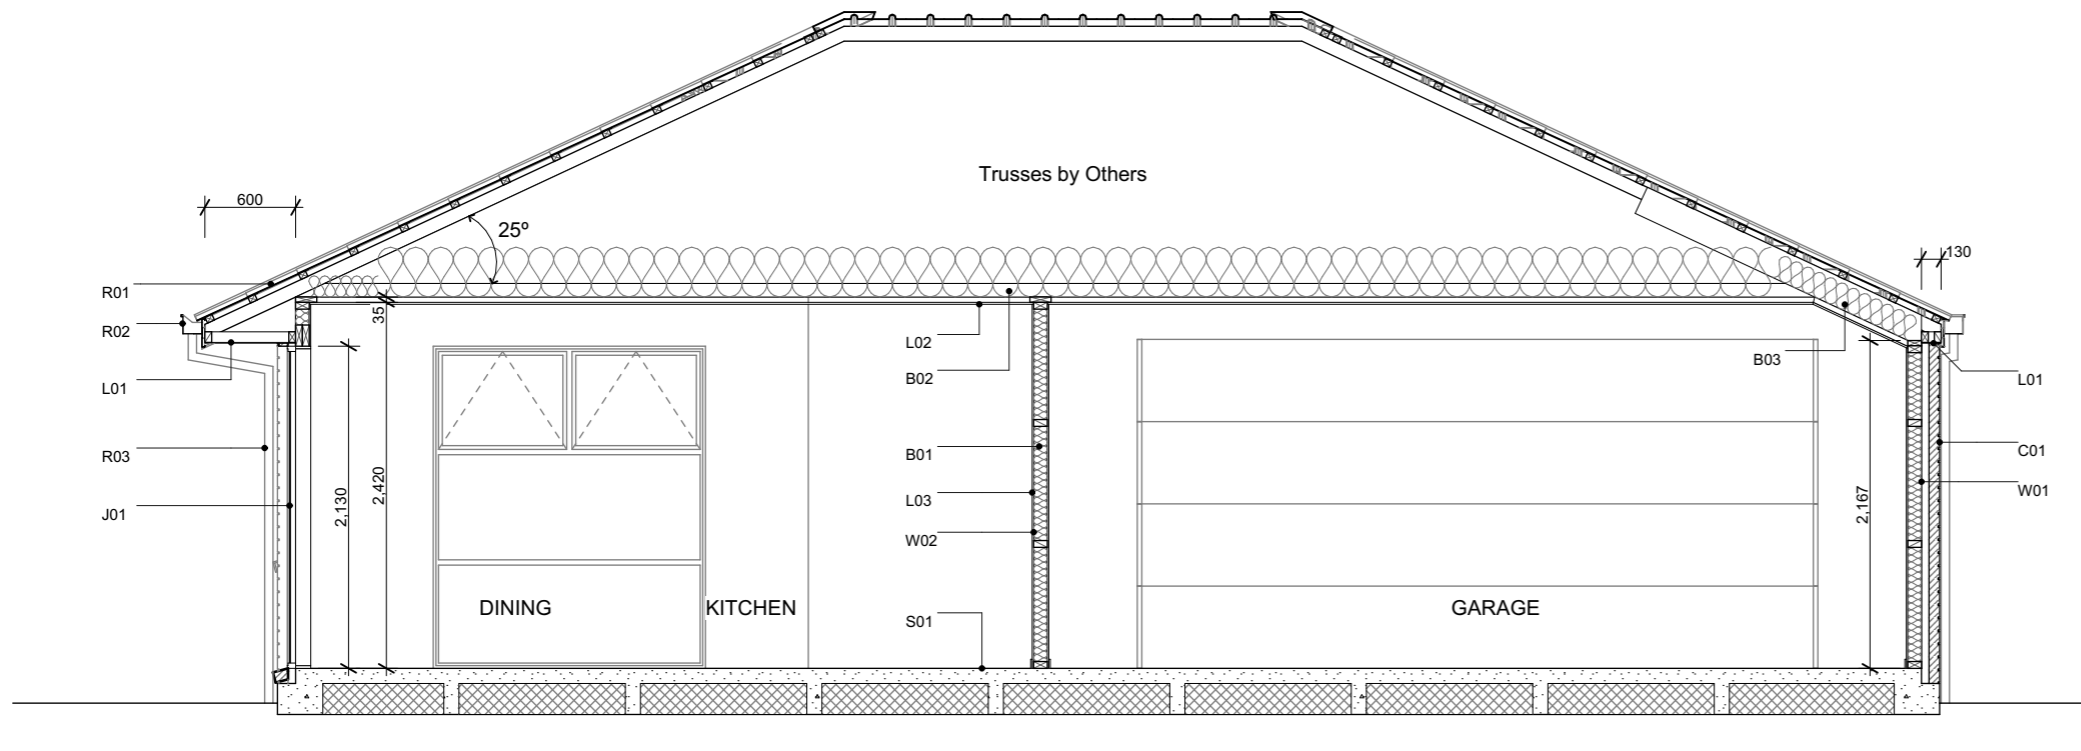 Trusses by Others
600
25º
130
R01
R02
35
L02
B03
L01
B02
L01
R03
B01
C01
2,130
2,420
L03
2,167
W01
J01
W02
DINING
KITCHEN
GARAGE
S01